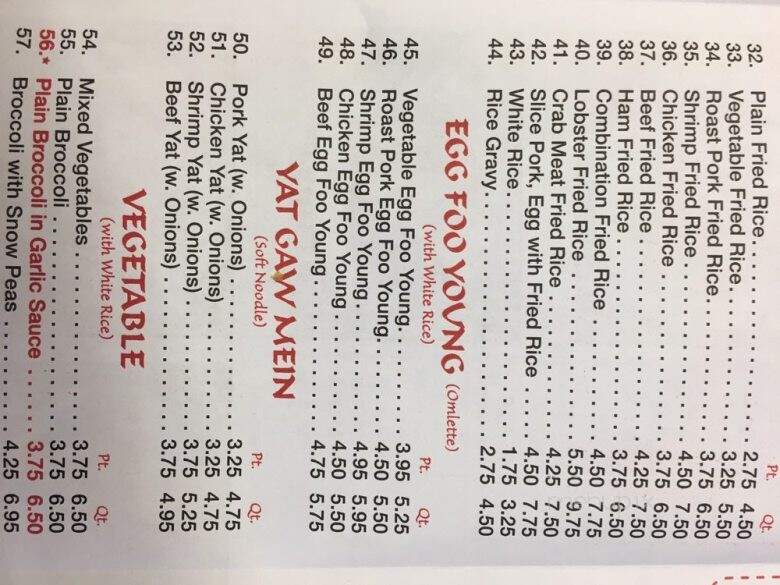 Pt. Qt.
32. Plain Fried Rice 2.75 4.50
33. Vegetable Fried Rice 3.25 5.50
34. Roast Pork Fried Rice 3.75 6.50
35. Shrimp Fried Rice 4.50 7.50
36. Chicken Fried Rice 3.75 6.50
37. Beef Fried Rice 4.25 7.50
38. Ham Fried Rice 3.75 6.50
39. Combination Fried Rice 4.50 7.75
40. Lobster Fried Rice 5.50 9.75
41. Crab Meat Fried Rice 4.25 7.50
42. Slice Pork, Egg with Fried Rice 4.50 7.75
43. White Rice 1.75 3.25
44. Rice Gravy 2.75 4.50
EGG FOO YOUNG (Omlette)
(with White Rice) Pt. Qt.
45. Vegetable Egg Foo Young 3.95 5.25
46. Roast Pork Egg Foo Young 4.50 5.50
47. Shrimp Egg Foo Young 4.95 5.95
48. Chicken Egg Foo Young 4.50 5.50
49. Beef Egg Foo Young 4.75 5.75
YAT GAW MEIN
(Soft Noodle)
50. Pork Yat (w. Onions) 3.25 4.75
51. Chicken Yat (w. Onions) 3.25 4.75
52. Shrimp Yat (w. Onions) 3.75 5.25
53. Beef Yat (w. Onions) 3.75 4.95
VEGETABLE
(with White Rice) Pt. Qt.
54. Mixed Vegetables 3.75 6.50
55. Plain Broccoli 3.75 6.50
56.* Plain Broccoli in Garlic Sauce 3.75 6.50
57. Broccoli with Snow Peas 4.25 6.95